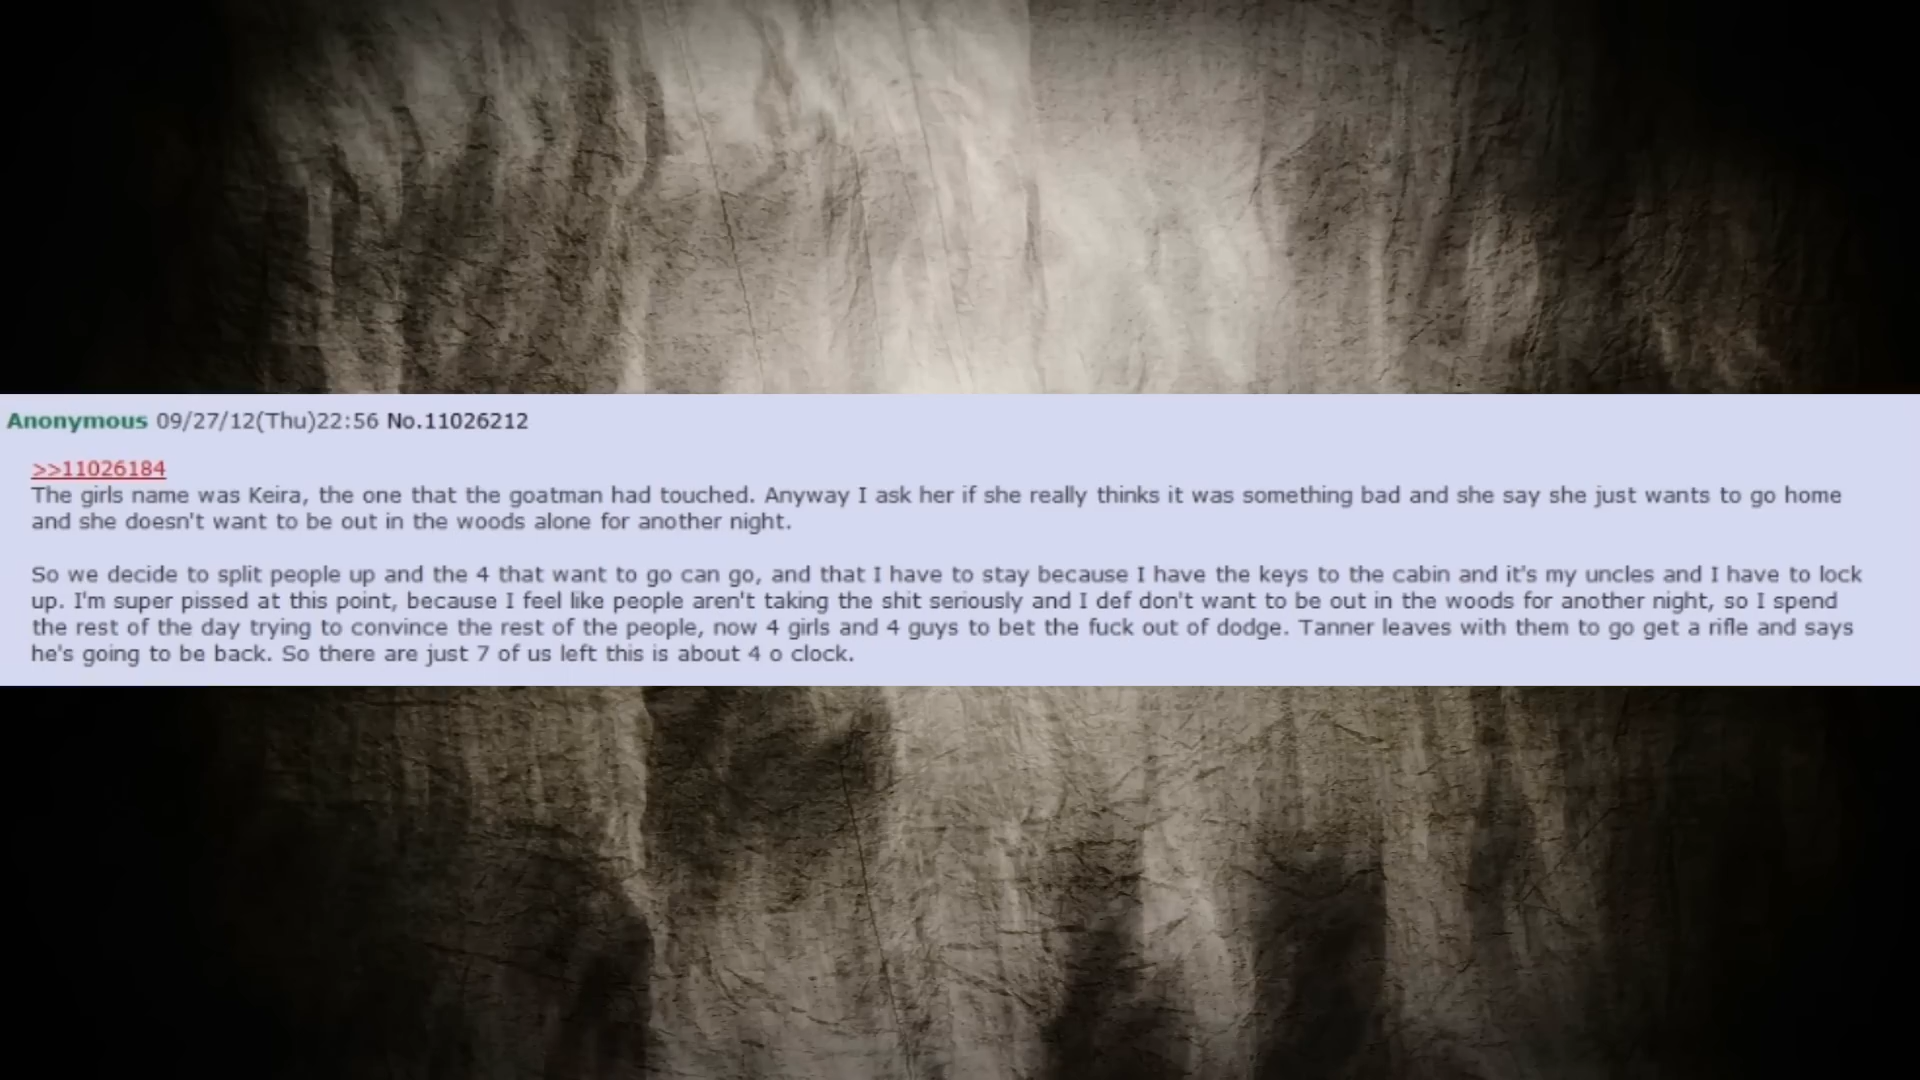 Anonymous 09/27/12(Thu)22:56 No.11026212
>>11026184
The girls name was Keira, the one that the goatman had touched. Anyway I ask her if she really thinks it was something bad and she say she just wants to go home
and she doesn't want to be out in the woods alone for another night.
So we decide to split people up and the 4 that want to go can go, and that I have to stay because I have the keys to the cabin and it's my uncles and I have to lock
up. I'm super pissed at this point, because I feel like people aren't taking the shit seriously and I def don't want to be out in the woods for another night, so I spend
the rest of the day trying to convince the rest of the people, now 4 girls and 4 guys to bet the fuck out of dodge. Tanner leaves with them to go get a rifle and says
he's going to be back. So there are just 7 of us left this is about 4 o clock.